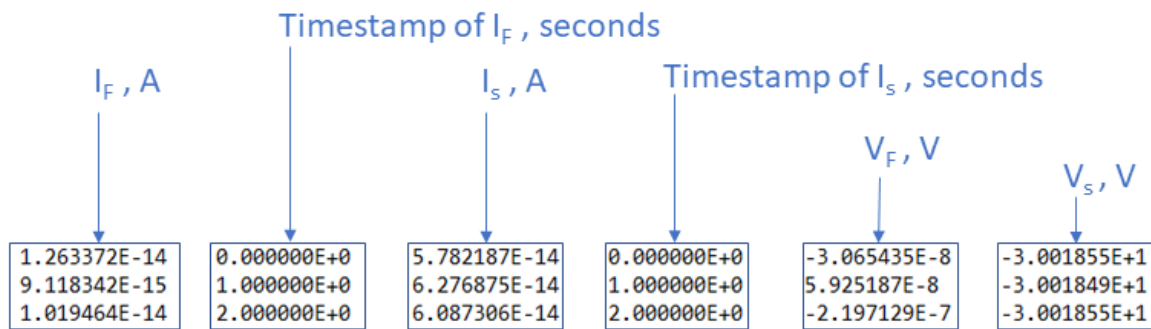 Timestamp of I_F , seconds
I_F , A
I_s , A
Timestamp of I_s , seconds
V_F , V
V_s , V
1.263372E-14 0.000000E+0 5.782187E-14 0.000000E+0 -3.065435E-8 -3.001855E+1
9.118342E-15 1.000000E+0 6.276875E-14 1.000000E+0 5.925187E-8 -3.001849E+1
1.019464E-14 2.000000E+0 6.087306E-14 2.000000E+0 -2.197129E-7 -3.001855E+1